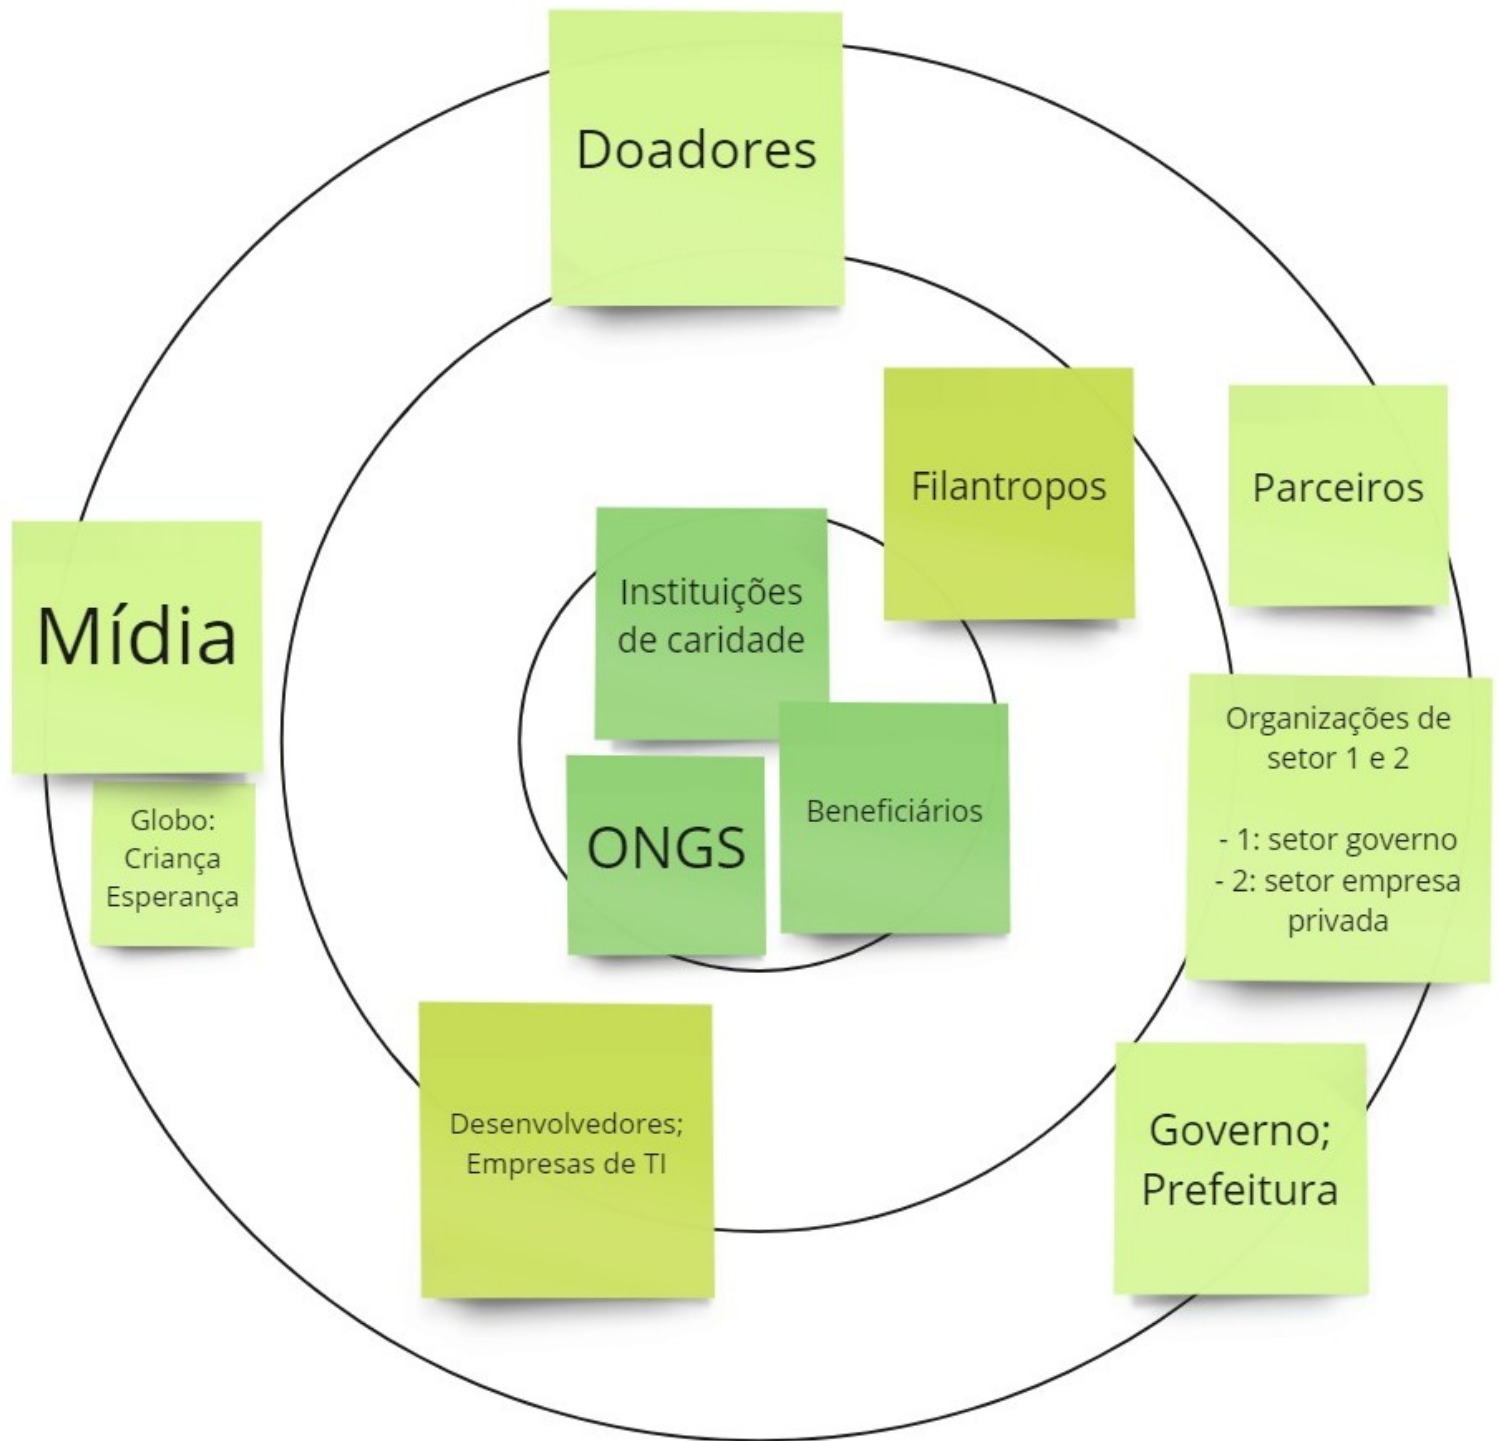 Doadores
Filantropos
Parceiros
Instituições
de caridade
Mídia
Organizações de
setor 1 e 2
- 1: setor governo
- 2: setor empresa
privada
Beneficiários
ONGS
Globo:
Criança
Esperança
Desenvolvedores;
Empresas de TI
Governo;
Prefeitura